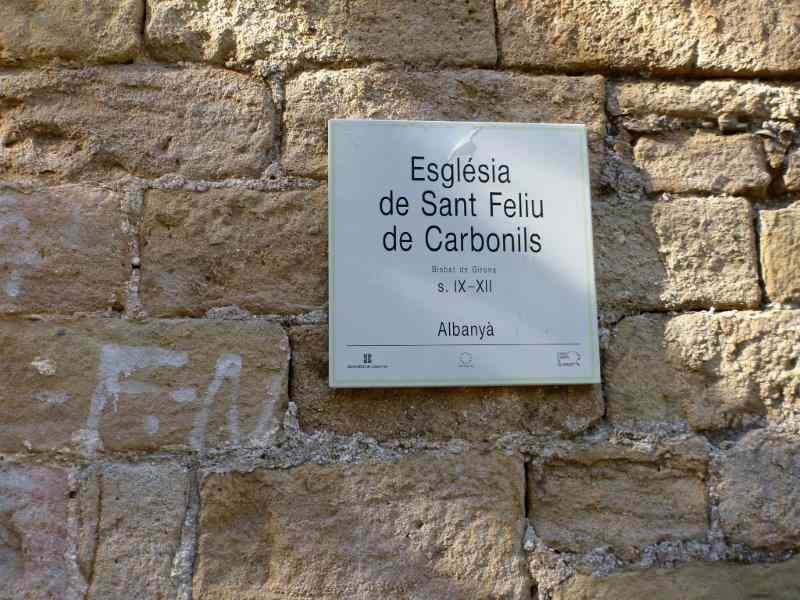 Església
de Sant Feliu
de Carbonils
Bisbat de Girona
s. IX-XII
Albanyà